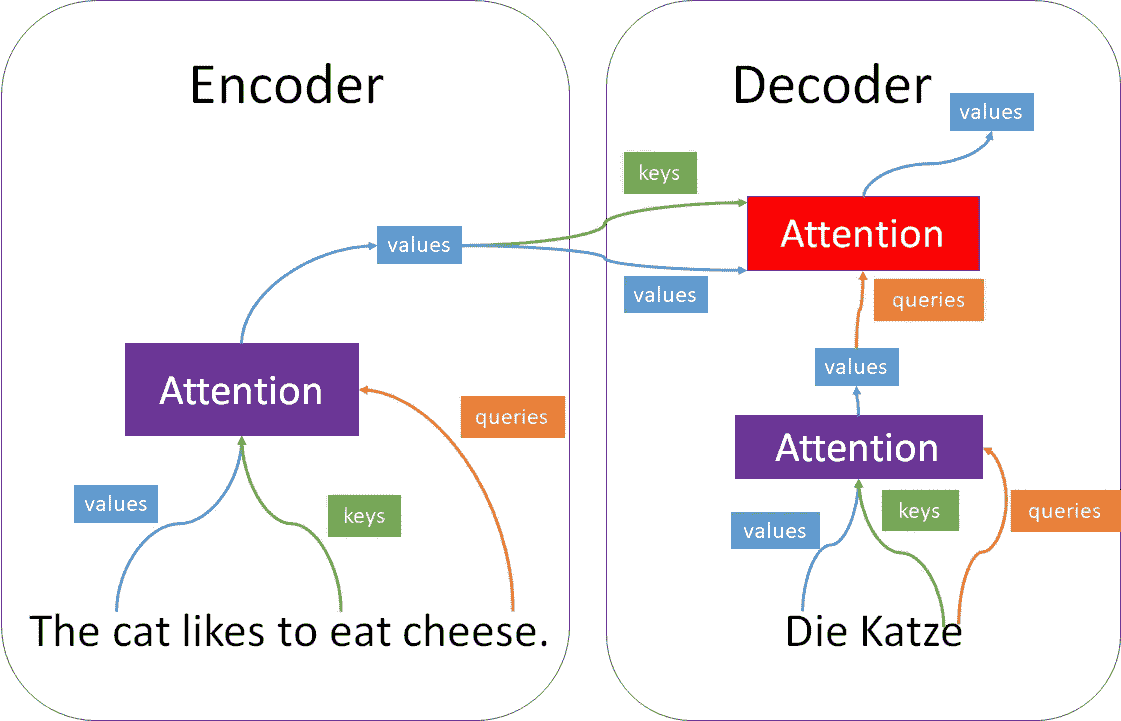 Encoder
values
Attention
queries
values
keys
The cat likes to eat cheese.
Decoder
values
keys
Attention
values
queries
values
Attention
keys
queries
values
Die Katze